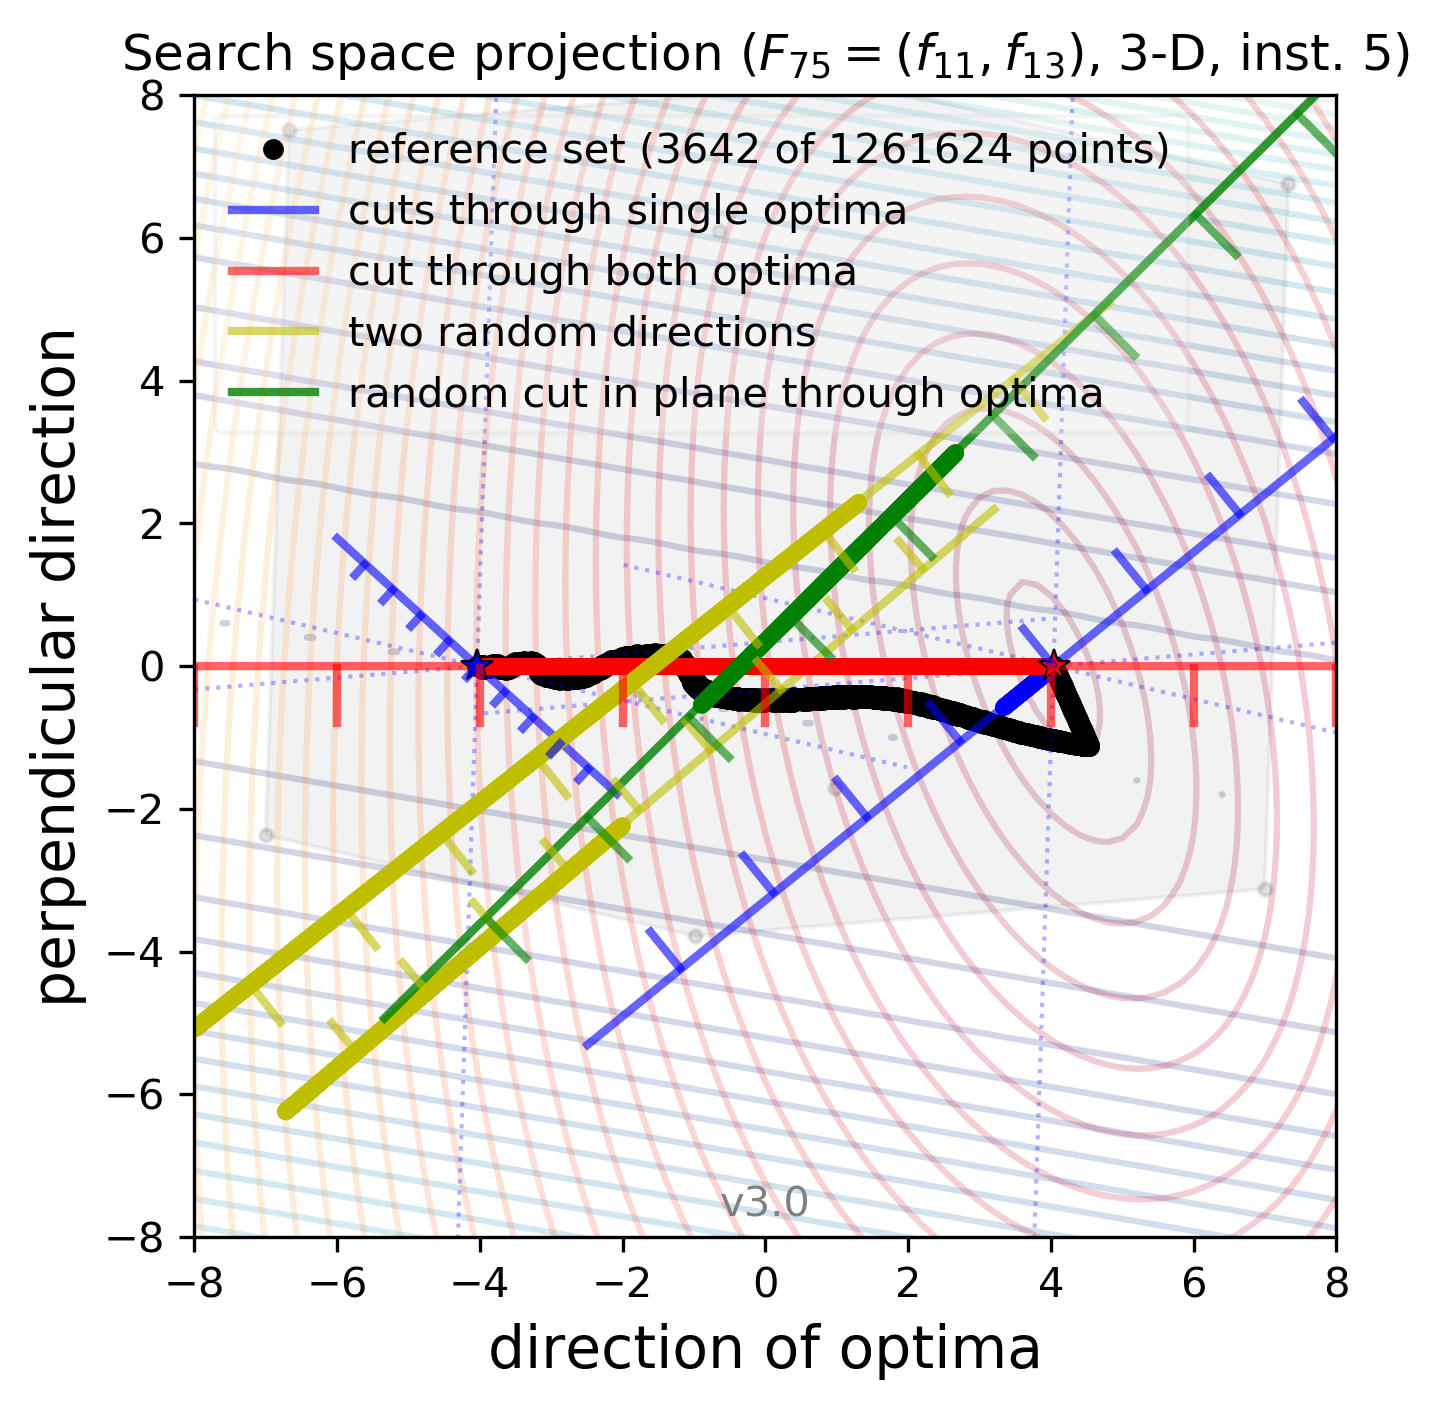 Search space projection (F75 = (f11, f13), 3-D, inst. 5)
reference set (3642 of 1261624 points)
cuts through single optima
cut through both optima
two random directions
random cut in plane through optima
perpendicular direction
8
6
4
2
0
−2
−4
−6
−8
v3.0
−8 −6 −4 −2 0 2 4 6 8
direction of optima